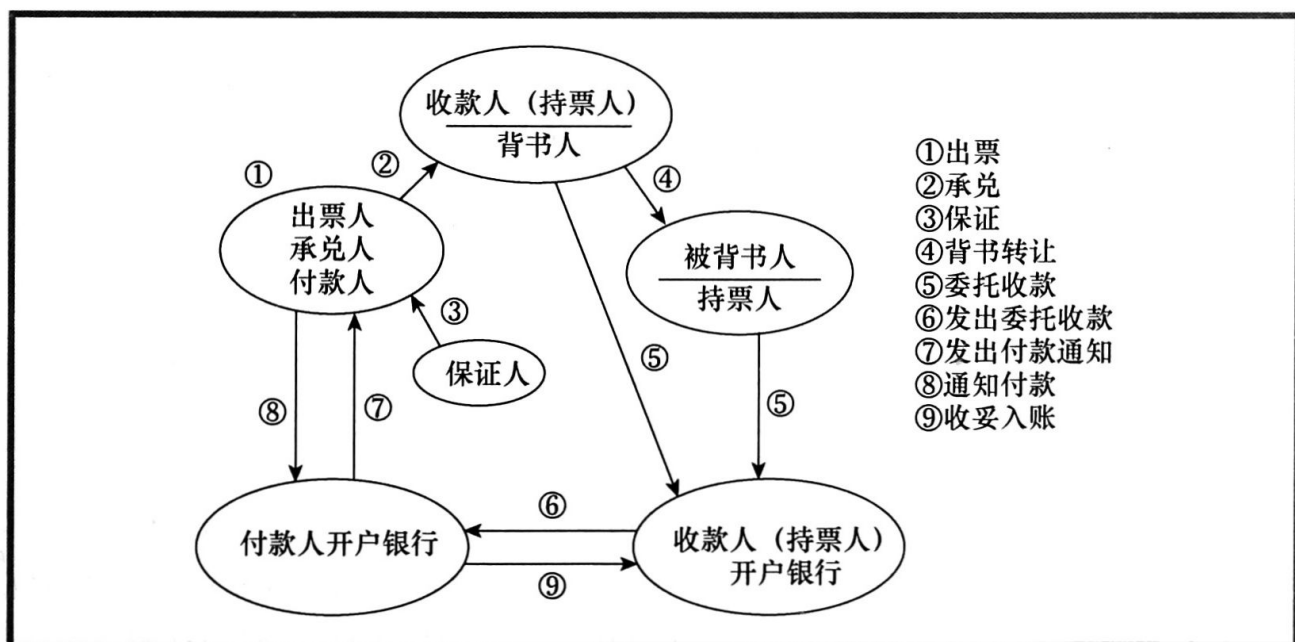 收款人（持票人）
背书人
①
②
④
出票人
承兑人
付款人
被背书人
持票人
③
保证人
⑤
⑤
⑧
⑦
付款人开户银行
⑥
⑨
收款人（持票人）
开户银行
①出票
②承兑
③保证
④背书转让
⑤委托收款
⑥发出委托收款
⑦发出付款通知
⑧通知付款
⑨收妥入账